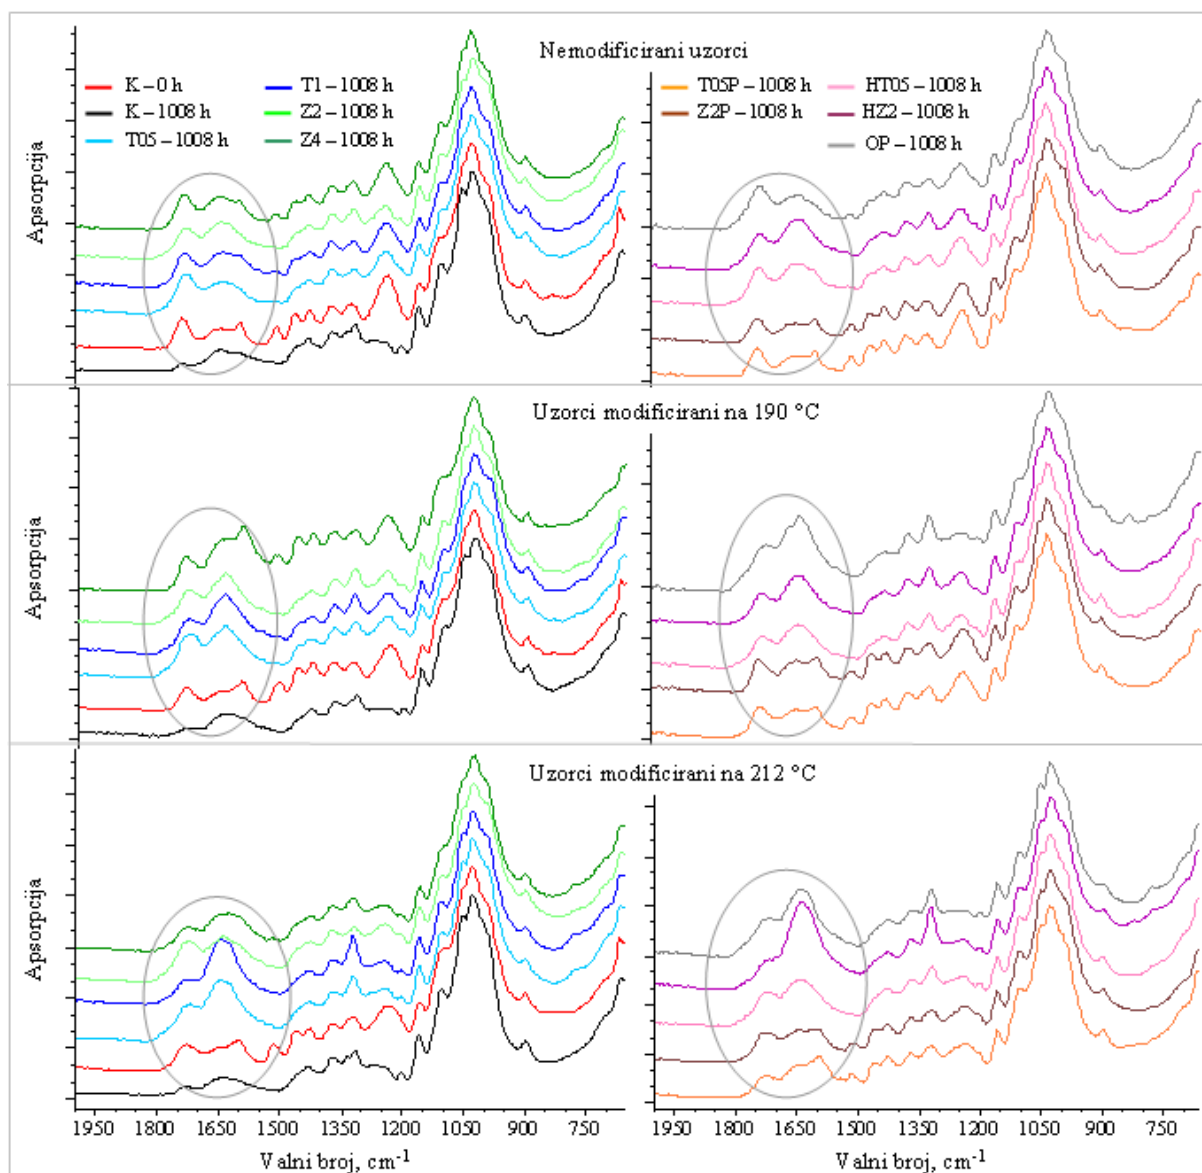 Nemodificirani uzorci
K – 0 h
K – 1008 h
T05 – 1008 h
T1 – 1008 h
Z2 – 1008 h
Z4 – 1008 h
T05P – 1008 h
Z2P – 1008 h
HT05 – 1008 h
HZ2 – 1008 h
OP – 1008 h
Apsorpcija
Uzorci modificirani na 190 °C
Apsorpcija
Uzorci modificirani na 212 °C
Apsorpcija
1950 1800 1650 1500 1350 1200 1050 900 750
1950 1800 1650 1500 1350 1200 1050 900 750
Valni broj, cm⁻¹
Valni broj, cm⁻¹